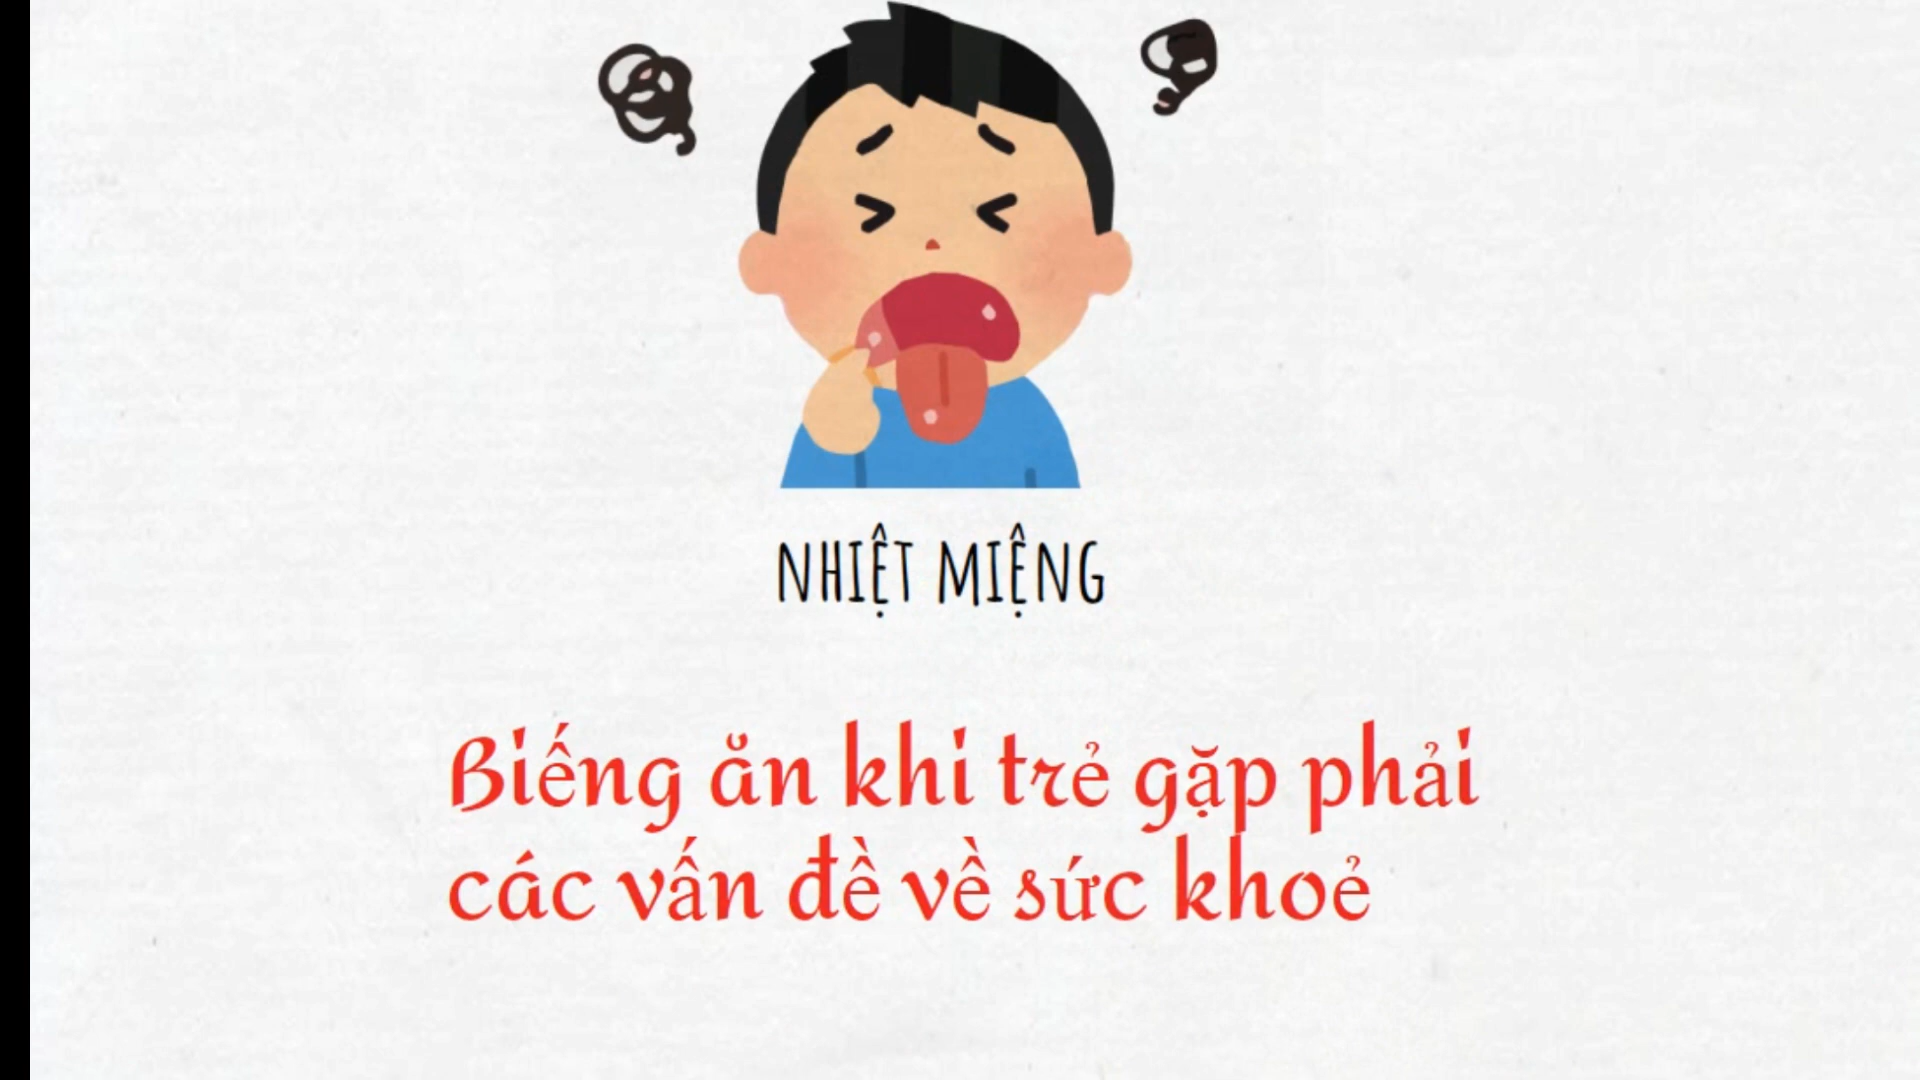 NHIỆT MIỆNG
Biếng ăn khi trẻ gặp phải
các vấn đề về sức khoẻ